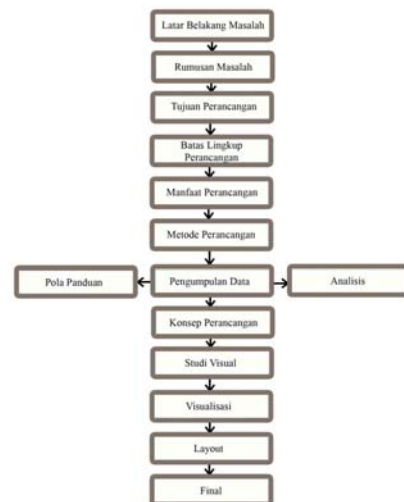 Latar Belakang Masalah
Rumusan Masalah
Tujuan Perancangan
Batas Lingkup
Perancangan
Manfaat Perancangan
Metode Perancangan
Pola Panduan
Pengumpulan Data
Analisis
Konsep Perancangan
Studi Visual
Visualisasi
Layout
Final